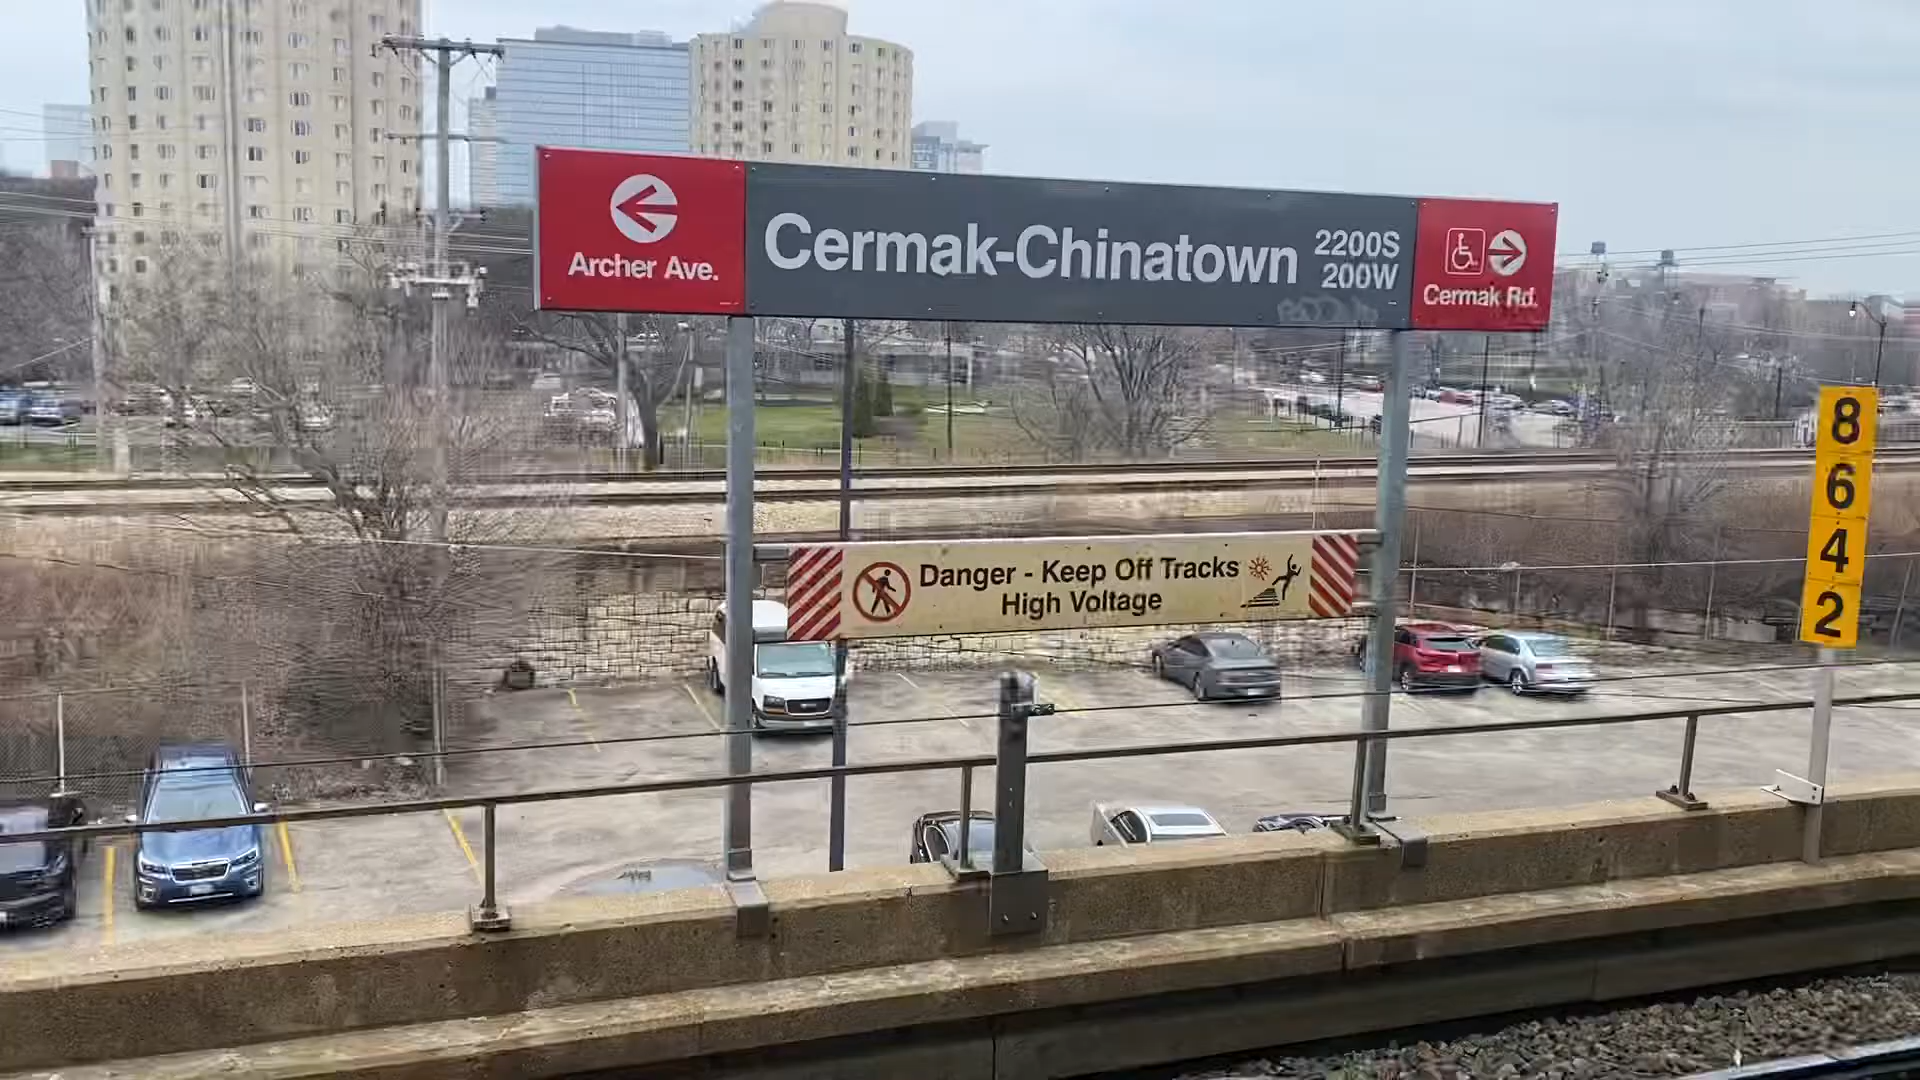 Archer Ave.
Cermak-Chinatown
2200S
200W
Cermak Rd.
Danger - Keep Off Tracks
High Voltage
8
6
4
2